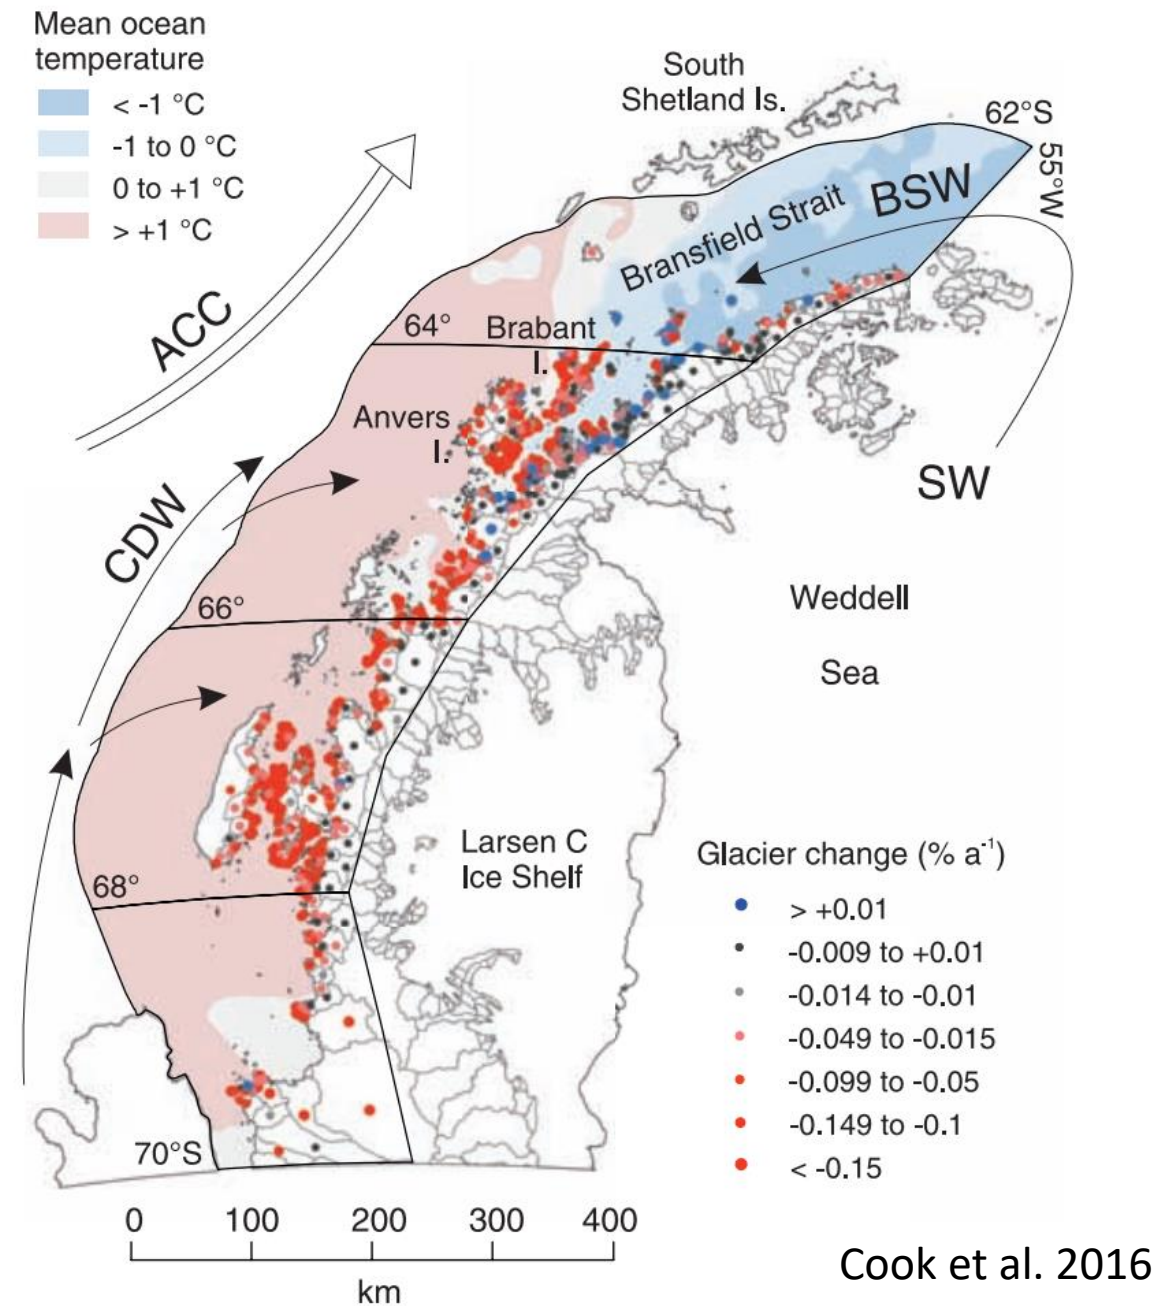 Mean ocean
temperature
< -1 °C
-1 to 0 °C
0 to +1 °C
> +1 °C
South
Shetland Is.
62°S
55°W
BSW
Bransfield Strait
ACC
64°
Brabant
I.
Anvers
I.
SW
CDW
66°
Weddell
Sea
Larsen C
Ice Shelf
68°
Glacier change (% a⁻¹)
> +0.01
-0.009 to +0.01
-0.014 to -0.01
-0.049 to -0.015
-0.099 to -0.05
-0.149 to -0.1
< -0.15
70°S
0 100 200 300 400
km
Cook et al. 2016